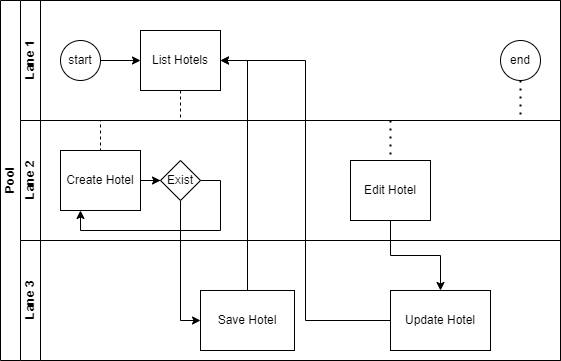 Pool
Lane 1
start
List Hotels
end
Lane 2
Create Hotel
Exist
Edit Hotel
Lane 3
Save Hotel
Update Hotel